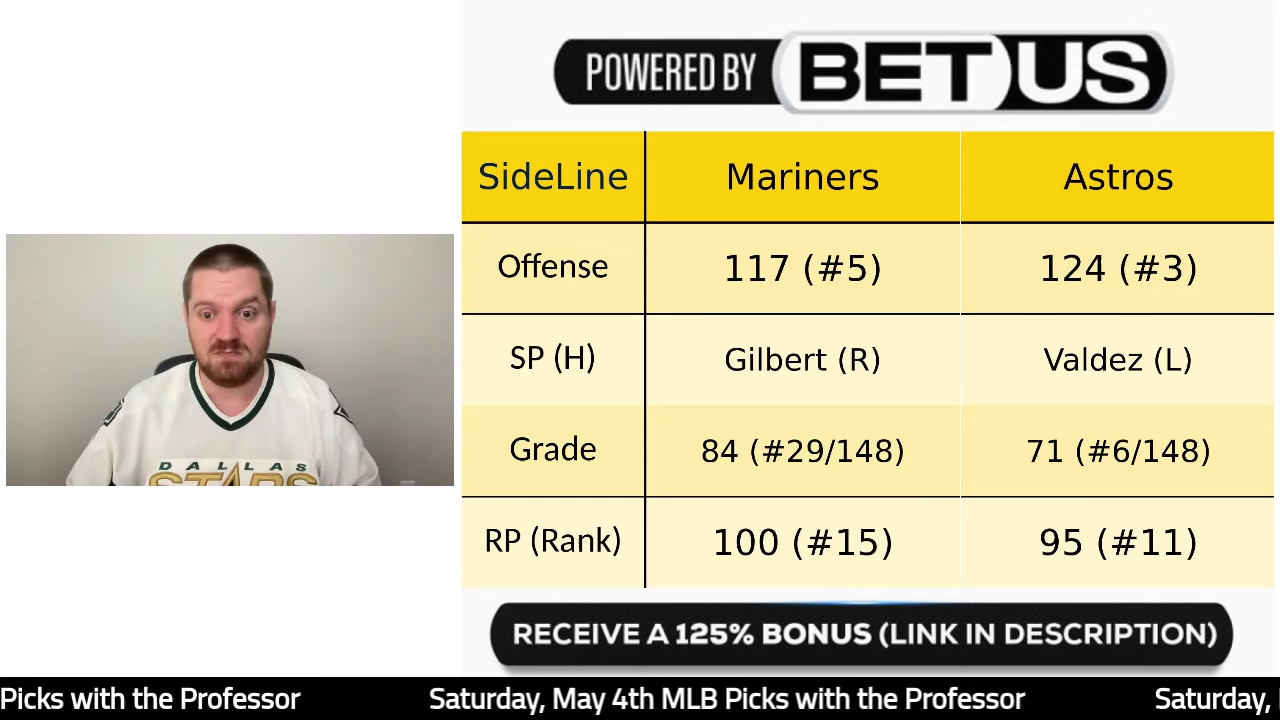 POWERED BY BETUS
SideLine Mariners Astros
Offense 117 (#5) 124 (#3)
SP (H) Gilbert (R) Valdez (L)
Grade 84 (#29/148) 71 (#6/148)
RP (Rank) 100 (#15) 95 (#11)
DALLAS
STARS
RECEIVE A 125% BONUS (LINK IN DESCRIPTION)
Picks with the Professor Saturday, May 4th MLB Picks with the Professor Saturday,